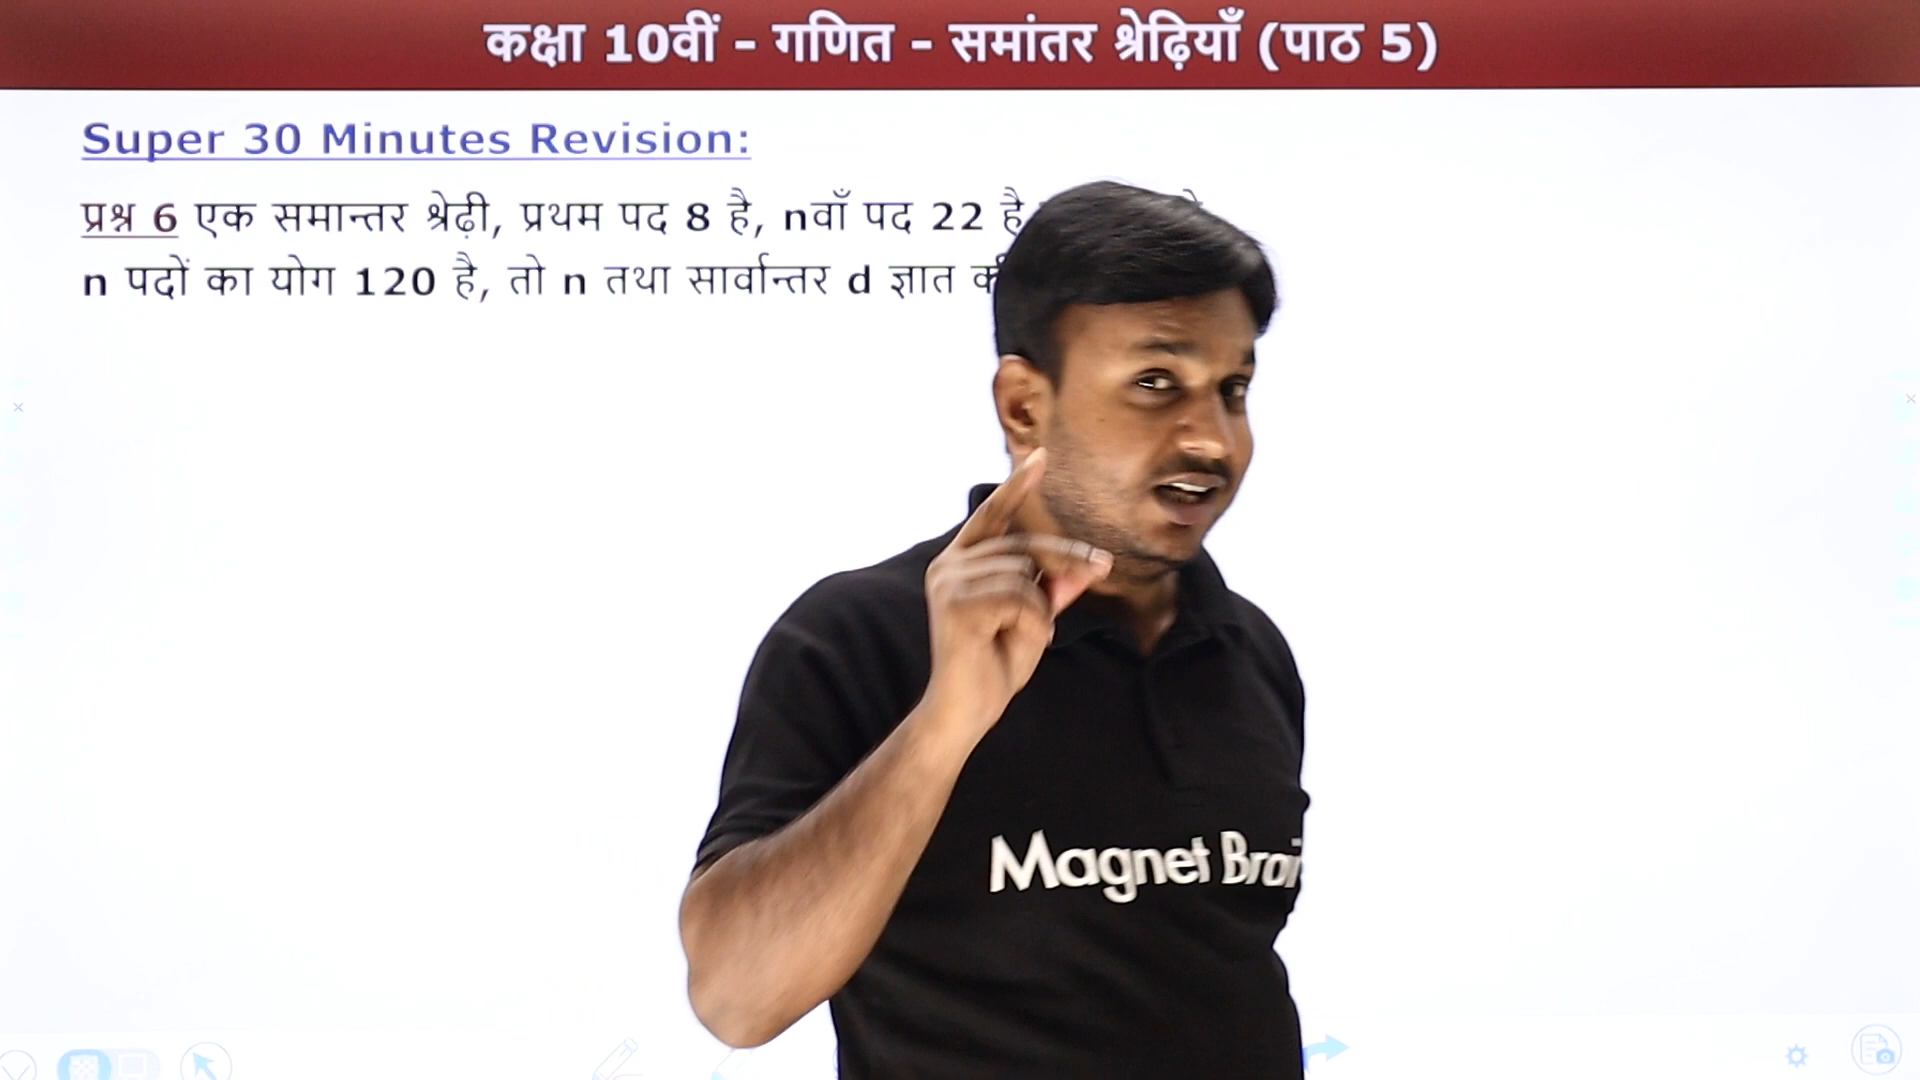 कक्षा 10वीं - गणित - समांतर श्रेढ़ियाँ (पाठ 5)
Super 30 Minutes Revision:
प्रश्न 6 एक समान्तर श्रेढ़ी, प्रथम पद 8 है, nवाँ पद 22 है
n पदों का योग 120 है, तो n तथा सार्वान्तर d ज्ञात
Magnet